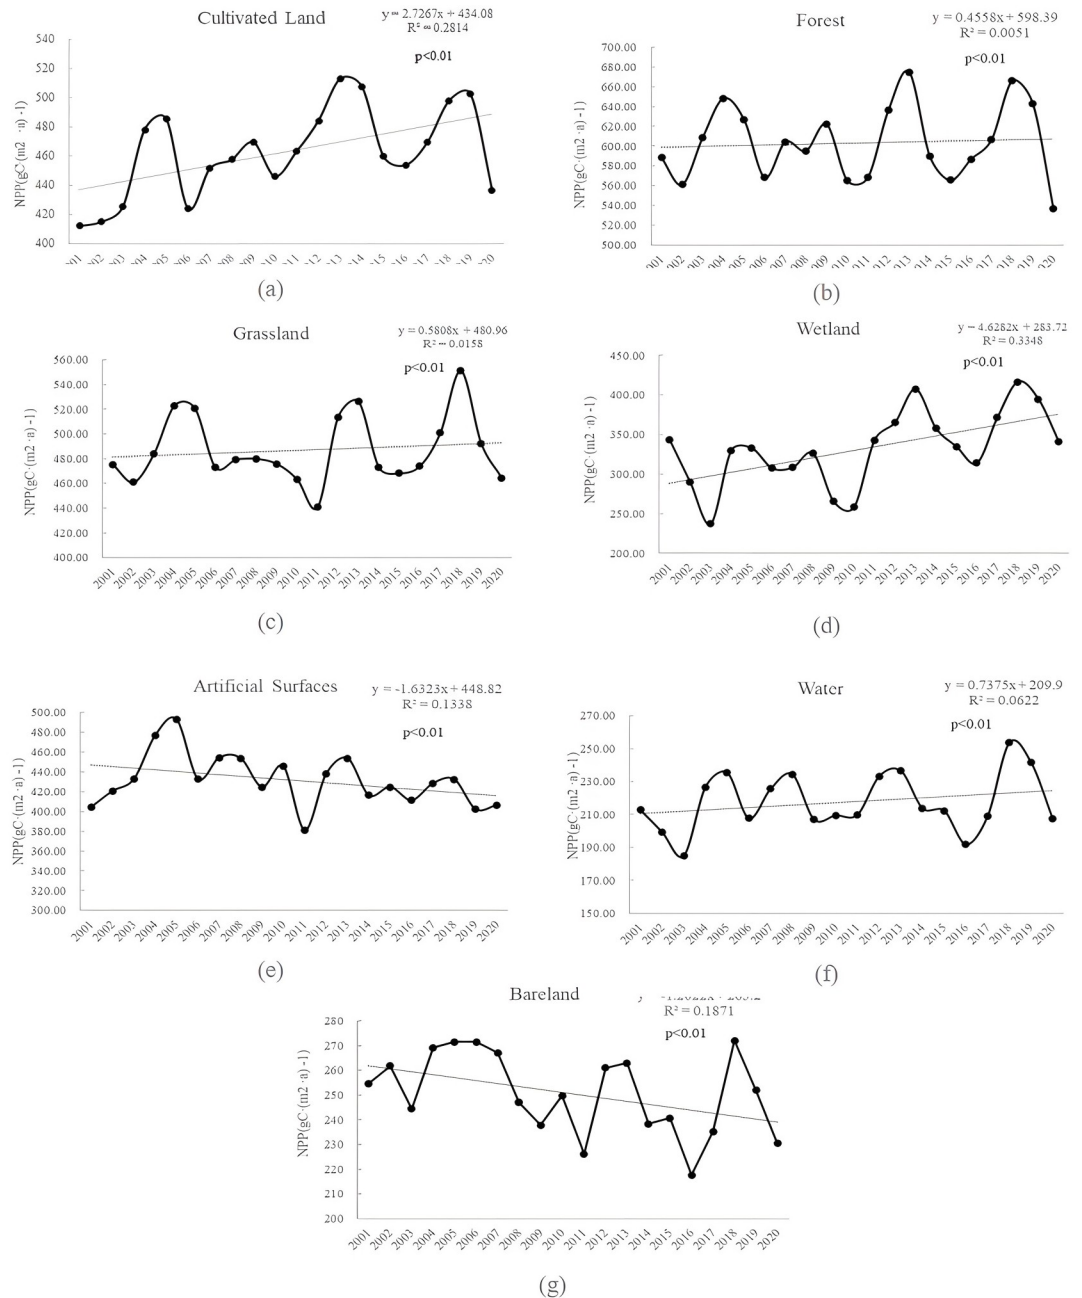 Cultivated Land
y = 2.7267x + 434.08
R² = 0.2814
p<0.01
540
520
500
480
460
440
420
400
NPP(gC·(m2 ·a) -1)
(a)
Forest
y = 0.4558x + 598.39
R² = 0.0051
p<0.01
700.00
680.00
660.00
640.00
620.00
600.00
580.00
560.00
540.00
520.00
500.00
NPP(gC·(m2 ·a) -1)
(b)
Grassland
y = 0.5808x + 480.96
R² = 0.0158
p<0.01
560.00
540.00
520.00
500.00
480.00
460.00
440.00
420.00
400.00
NPP(gC·(m2 ·a) -1)
2001 2002 2003 2004 2005 2006 2007 2008 2009 2010 2011 2012 2013 2014 2015 2016 2017 2018 2019 2020
(c)
Wetland
y = 4.6282x + 283.72
R² = 0.3348
p<0.01
450.00
400.00
350.00
300.00
250.00
200.00
NPP(gC·(m2 ·a) -1)
2001 2002 2003 2004 2005 2006 2007 2008 2009 2010 2011 2012 2013 2014 2015 2016 2017 2018 2019 2020
(d)
Artificial Surfaces
y = -1.6323x + 448.82
R² = 0.1338
p<0.01
500.00
480.00
460.00
440.00
420.00
400.00
380.00
360.00
340.00
320.00
300.00
NPP(gC·(m2 ·a) -1)
2001 2002 2003 2004 2005 2006 2007 2008 2009 2010 2011 2012 2013 2014 2015 2016 2017 2018 2019 2020
(e)
Water
y = 0.7375x + 209.9
R² = 0.0622
p<0.01
270.00
250.00
230.00
210.00
190.00
170.00
150.00
NPP(gC·(m2 ·a) -1)
2001 2002 2003 2004 2005 2006 2007 2008 2009 2010 2011 2012 2013 2014 2015 2016 2017 2018 2019 2020
(f)
Bareland
R² = 0.1871
p<0.01
280
270
260
250
240
230
220
210
200
NPP(gC·(m2 ·a) -1)
2001 2002 2003 2004 2005 2006 2007 2008 2009 2010 2011 2012 2013 2014 2015 2016 2017 2018 2019 2020
(g)